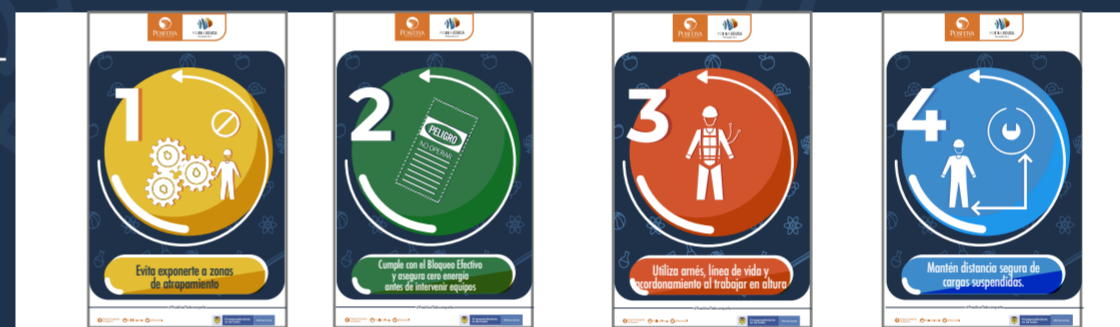 POSITIVA
1
Evita exponerte a zonas
de atrapamiento
POSITIVA
2
PELIGRO
NO OPERAR
Cumple con el Bloqueo Efectivo
y asegura cero energía
antes de intervenir equipos
POSITIVA
3
Utiliza arnés, línea de vida y
acordonamiento al trabajar en altura
POSITIVA
4
Mantén distancia segura de
cargas suspendidas.